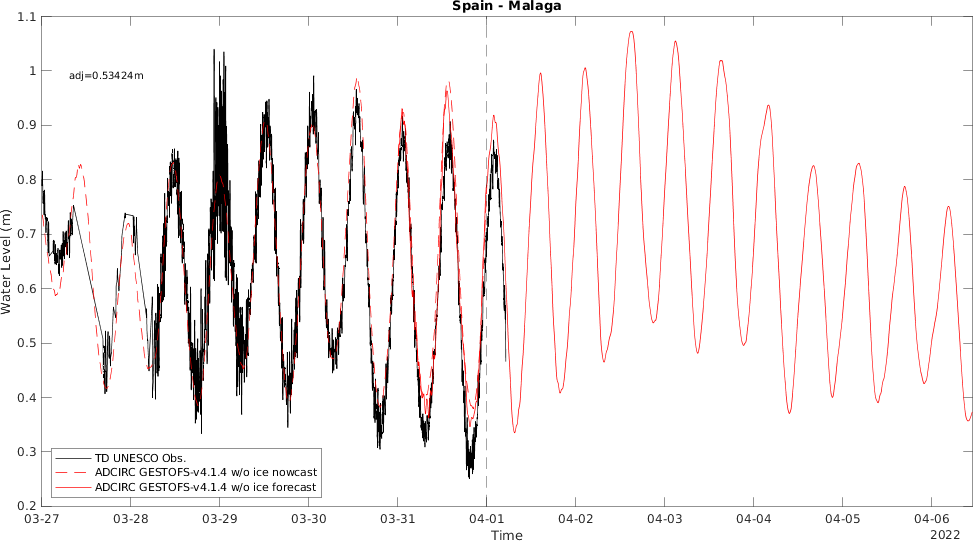 Spain - Malaga
1.1
1
0.9
0.8
0.7
0.6
0.5
0.4
0.3
0.2
Water Level (m)
adj=0.53424m
TD UNESCO Obs.
ADCIRC GESTOFS-v4.1.4 w/o ice nowcast
ADCIRC GESTOFS-v4.1.4 w/o ice forecast
03-27 03-28 03-29 03-30 03-31 04-01 04-02 04-03 04-04 04-05 04-06
Time
2022